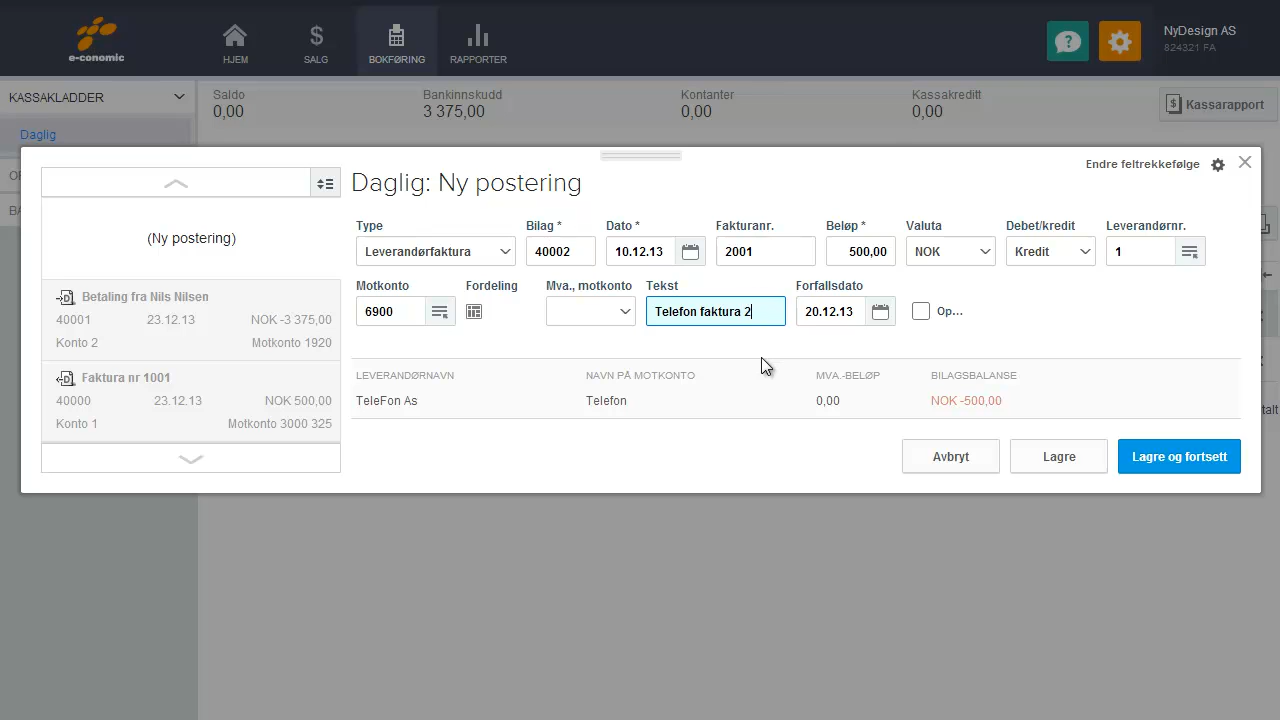 e-conomic
HJEM
SALG
BOKFØRING
RAPPORTER
NyDesign AS
824321 FA
KASSAKLADDER
Daglig
Saldo
0,00
Bankinnskudd
3 375,00
Kontanter
0,00
Kassakreditt
0,00
Kassarapport
Endre feltrekkefølge
Daglig: Ny postering
(Ny postering)
Betaling fra Nils Nilsen
40001 23.12.13 NOK -3 375,00
Konto 2 Motkonto 1920
Faktura nr 1001
40000 23.12.13 NOK 500,00
Konto 1 Motkonto 3000 325
Type Bilag * Dato * Fakturanr. Beløp * Valuta Debet/kredit Leverandørnr.
Leverandørfaktura 40002 10.12.13 2001 500,00 NOK Kredit 1
Motkonto Fordeling Mva., motkonto Tekst Forfallsdato
6900 Telefon faktura 2 20.12.13 Op...
LEVERANDØRNAVN NAVN PÅ MOTKONTO MVA.-BELØP BILAGSBALANSE
TeleFon As Telefon 0,00 NOK -500,00
Avbryt Lagre Lagre og fortsett